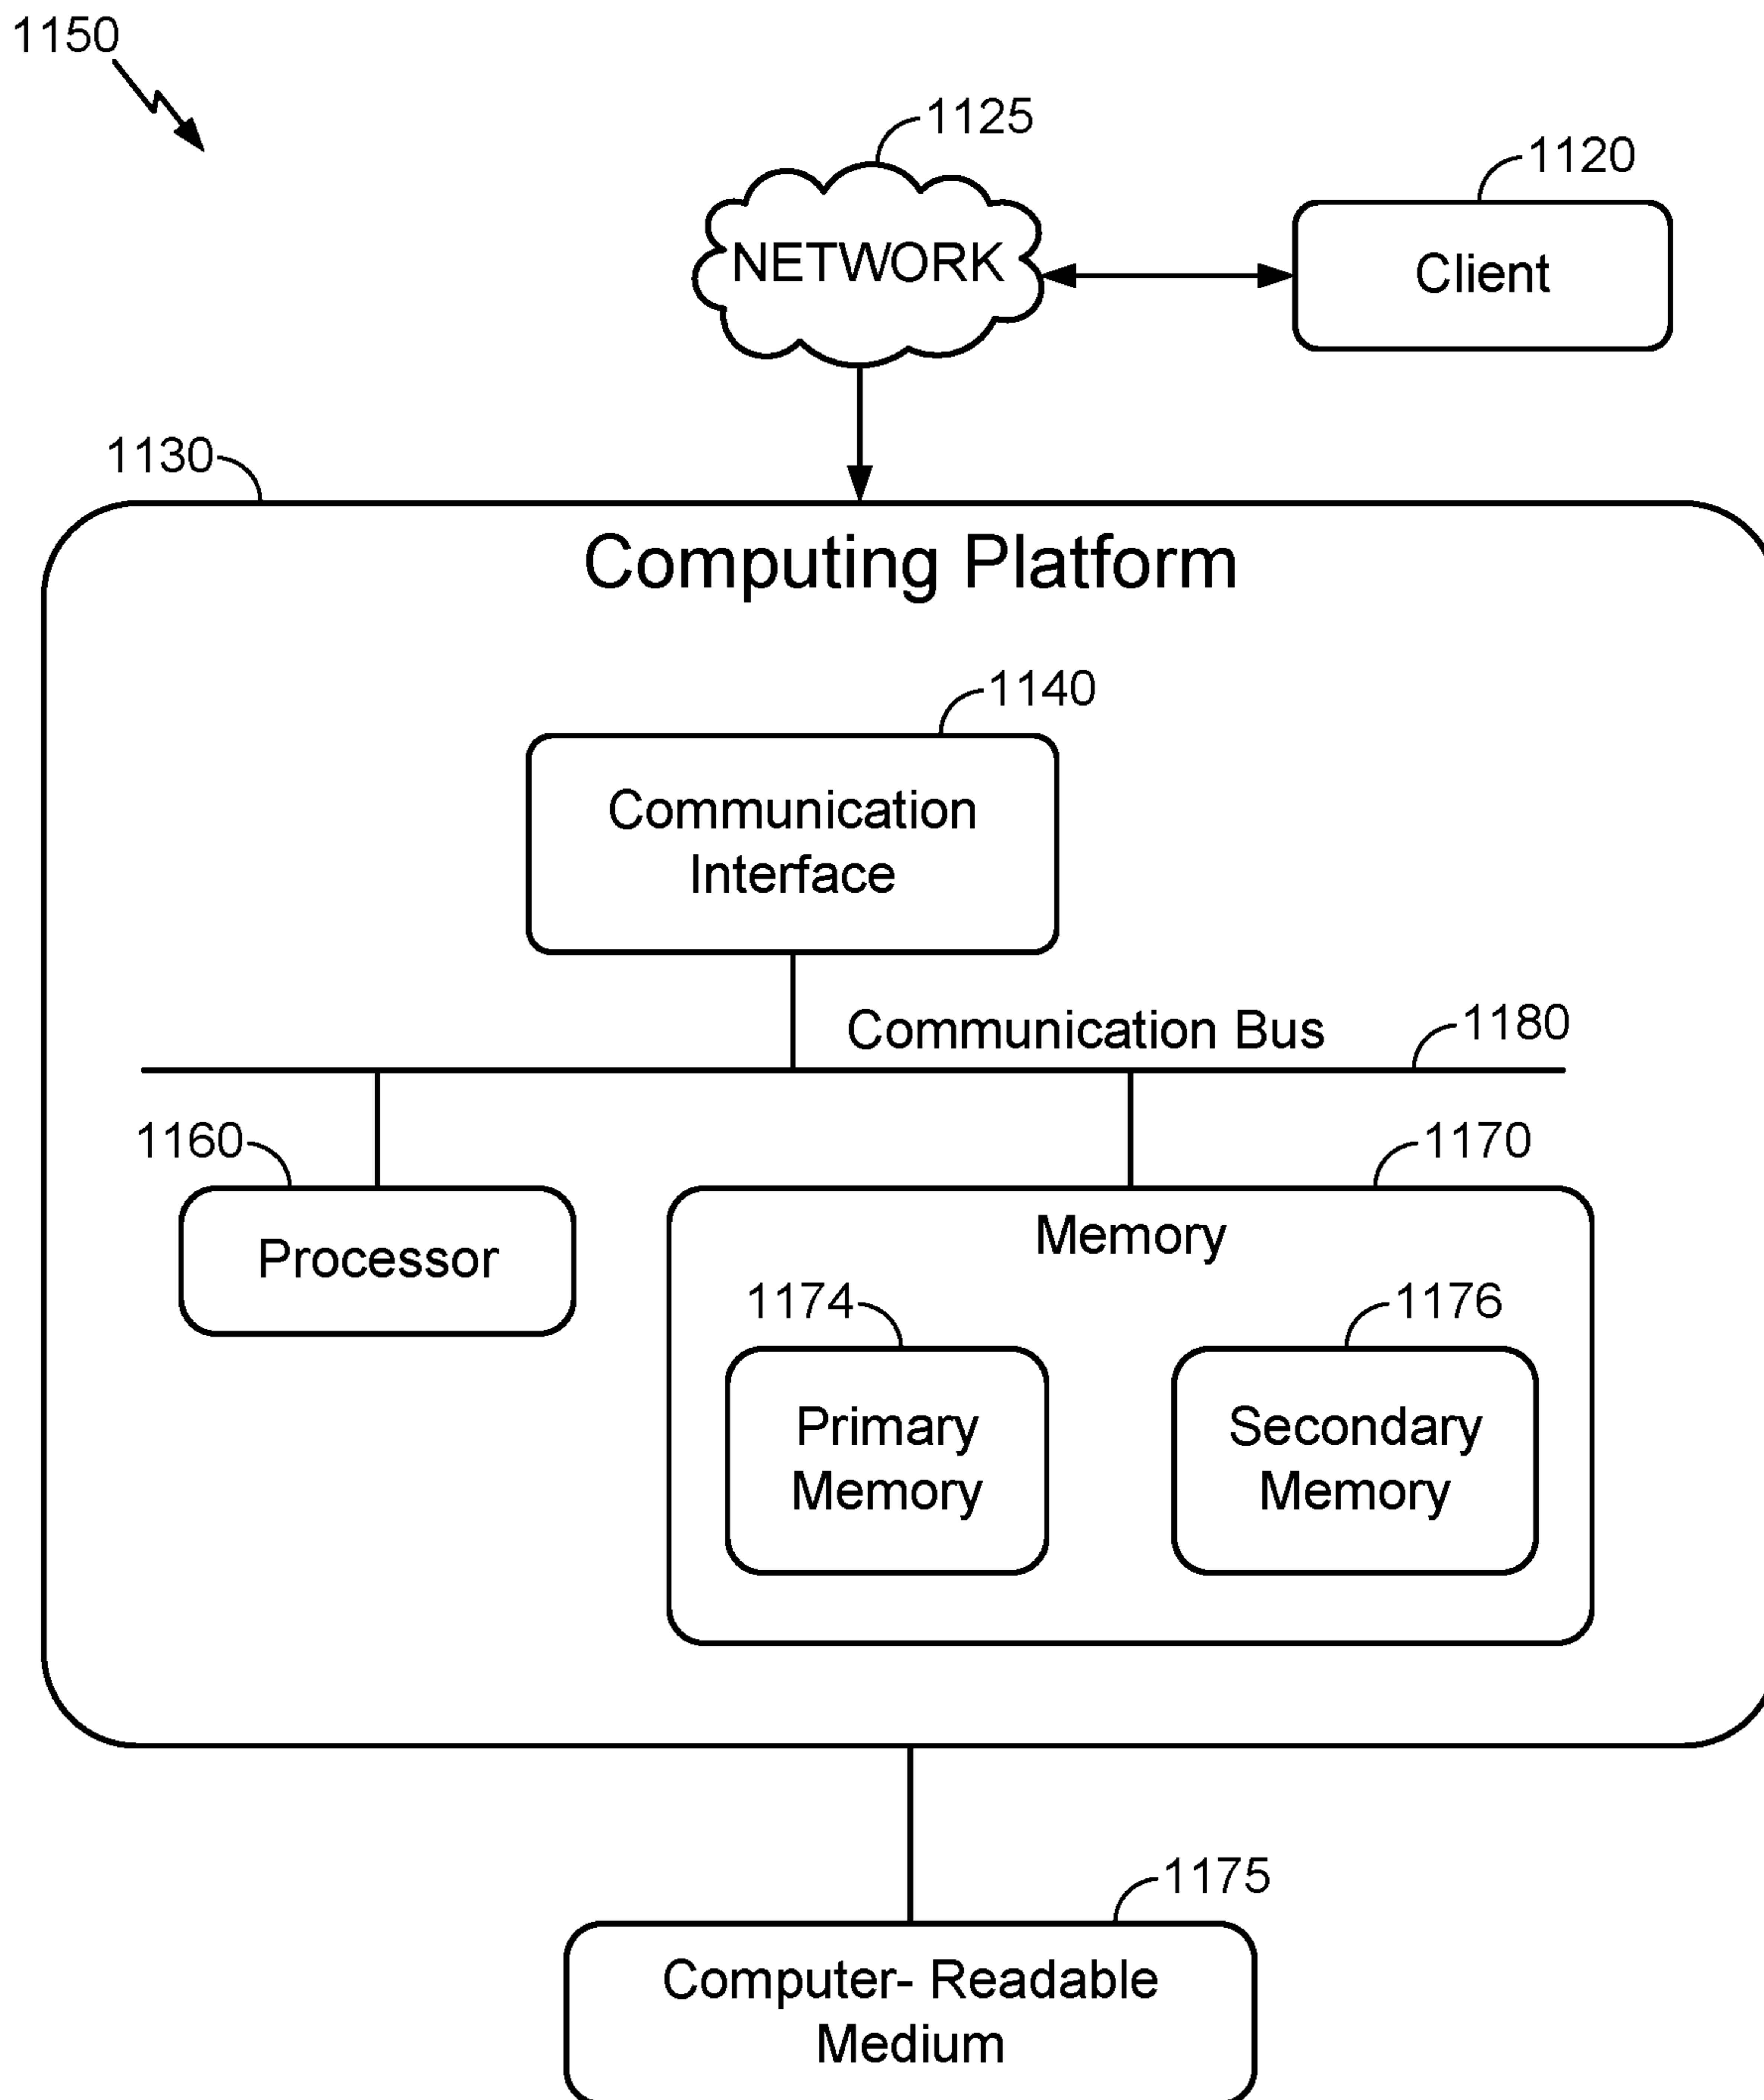 1150
1125
1120
NETWORK
Client
1130
Computing Platform
1140
Communication
Interface
Communication Bus
1180
1160
1170
Processor
Memory
1174
1176
Primary
Memory
Secondary
Memory
1175
Computer- Readable
Medium